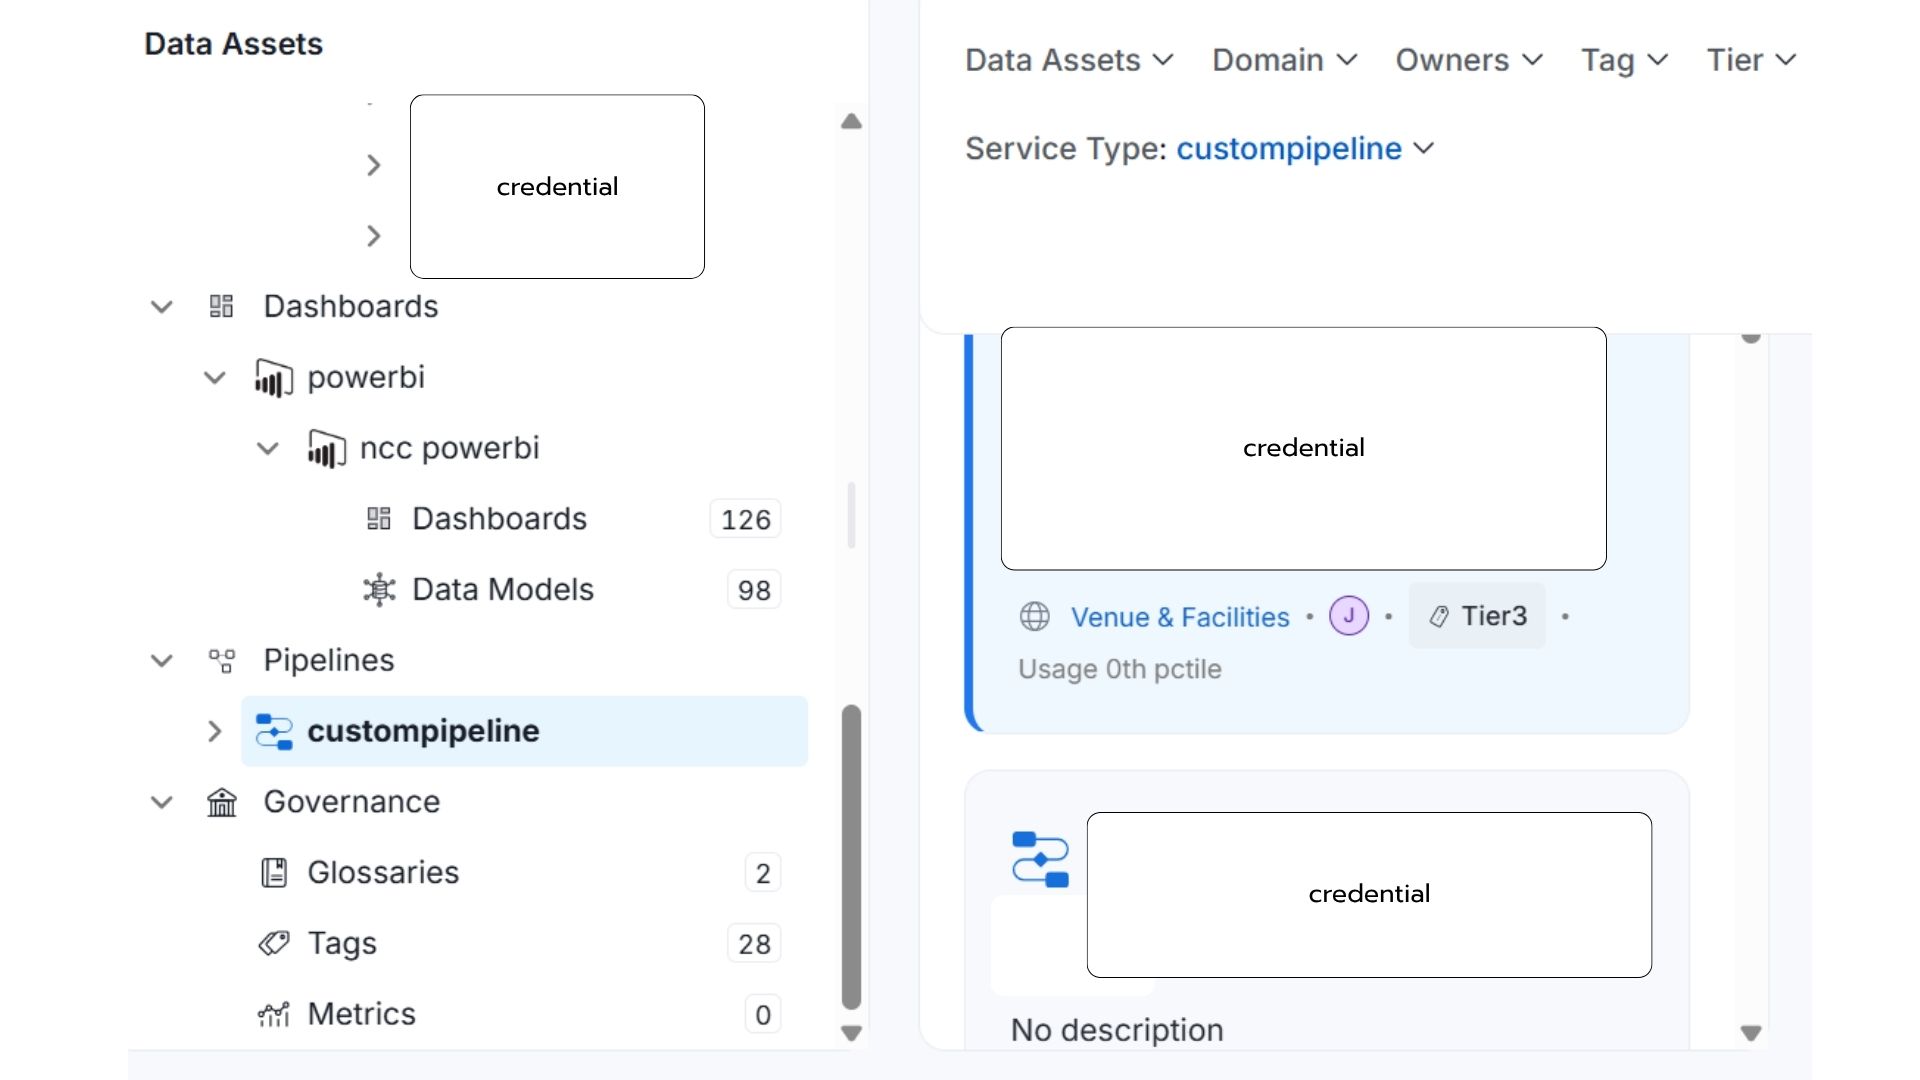 Data Assets
credential
Dashboards
powerbi
ncc powerbi
Dashboards 126
Data Models 98
Pipelines
custompipeline
Governance
Glossaries 2
Tags 28
Metrics 0
Data Assets Domain Owners Tag Tier
Service Type: custompipeline
credential
Venue & Facilities • J • Tier3 •
Usage 0th pctile
credential
No description